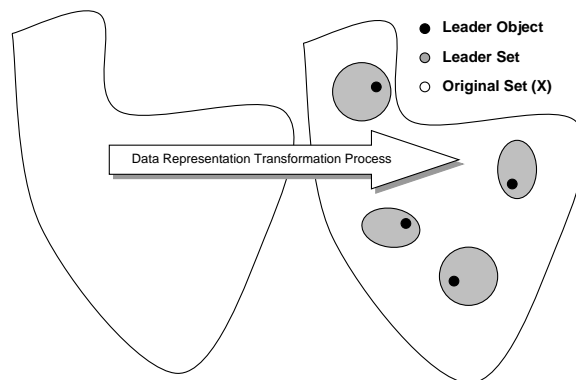 Leader Object
Leader Set
Original Set (X)
Data Representation Transformation Process